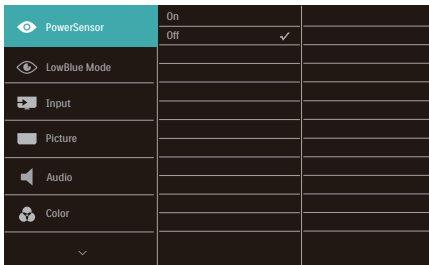 PowerSensor
On
Off
LowBlue Mode
Input
Picture
Audio
Color